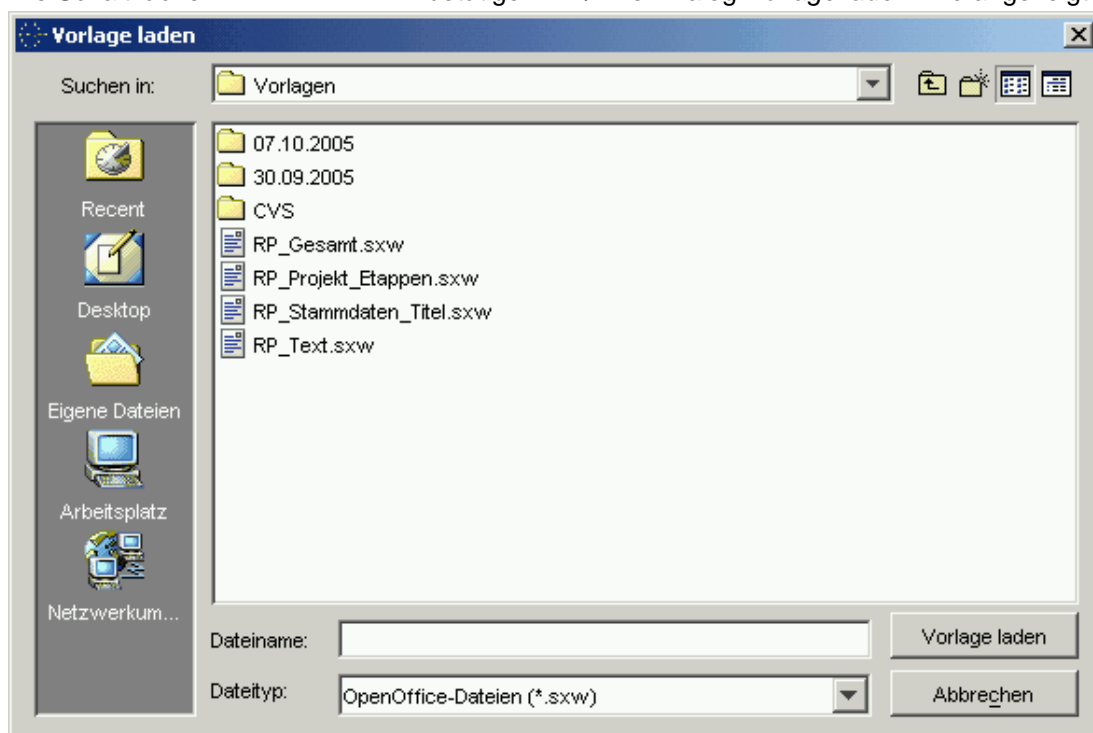 Vorlage laden
Suchen in:
Vorlagen
Recent
Desktop
Eigene Dateien
Arbeitsplatz
Netzwerkum...
07.10.2005
30.09.2005
CVS
RP_Gesamt.sxw
RP_Projekt_Etappen.sxw
RP_Stammdaten_Titel.sxw
RP_Text.sxw
Dateiname:
Vorlage laden
Dateityp:
OpenOffice-Dateien (*.sxw)
Abbrechen